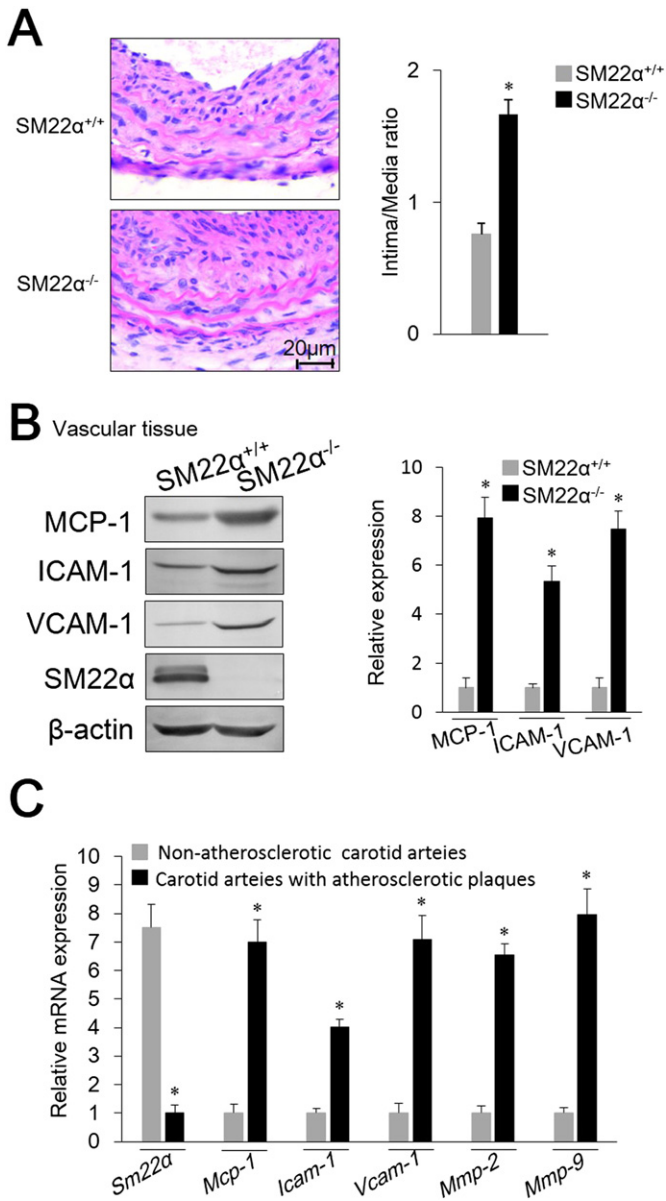 A
SM22α+/+
SM22α-/-
20μm
Intima/Media ratio
2
1
0
*
SM22α+/+
SM22α-/-
B Vascular tissue
SM22α+/+ SM22α-/-
MCP-1
ICAM-1
VCAM-1
SM22α
β-actin
Relative expression
10
8
6
4
2
0
SM22α+/+
SM22α-/-
* * *
MCP-1 ICAM-1 VCAM-1
C
Relative mRNA expression
10
9
8
7
6
5
4
3
2
1
0
Non-atherosclerotic carotid arteies
Carotid arteies with atherosclerotic plaques
* * * * * *
Sm22α Mcp-1 Icam-1 Vcam-1 Mmp-2 Mmp-9